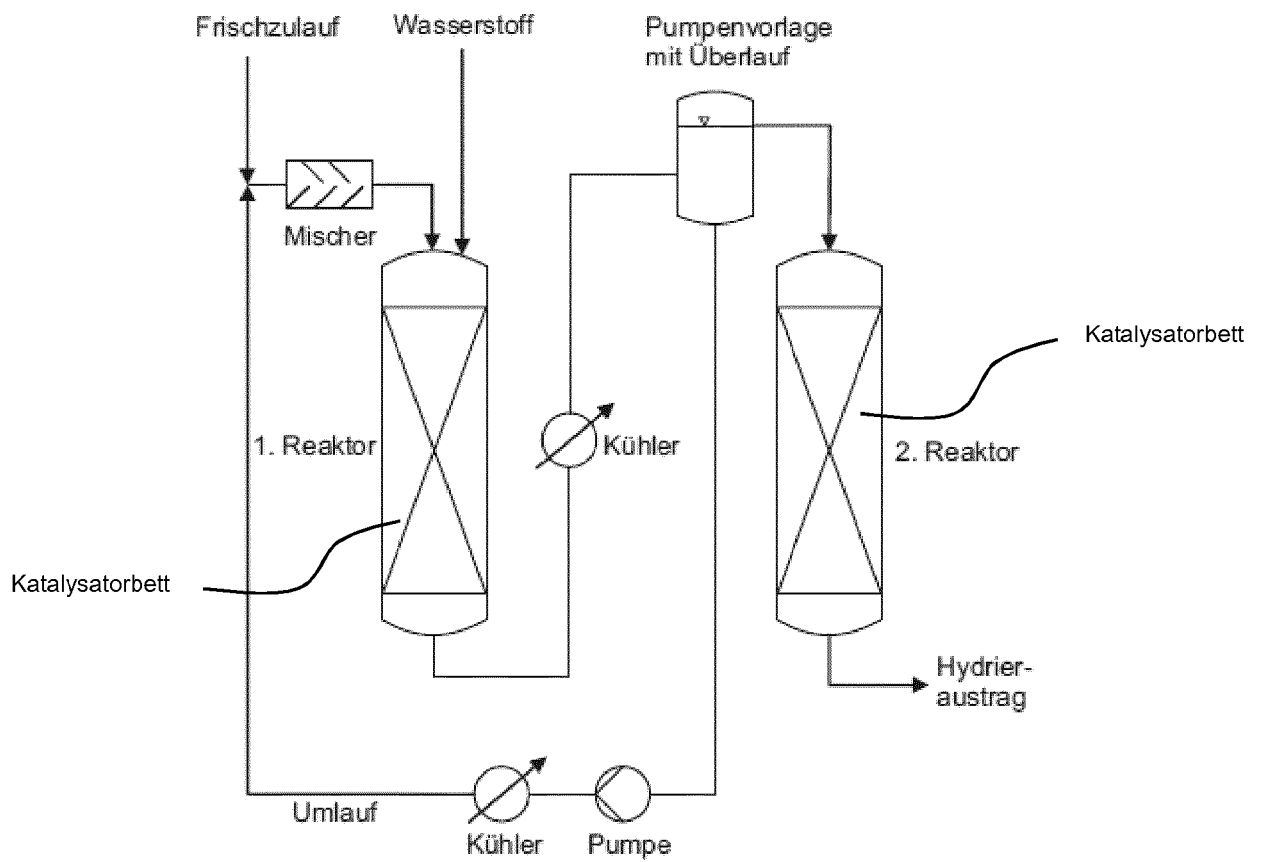 Frischzulauf
Wasserstoff
Pumpenvorlage
mit Überlauf
Mischer
Katalysatorbett
1. Reaktor
Kühler
2. Reaktor
Katalysatorbett
Hydrier-
austrag
Umlauf
Kühler
Pumpe